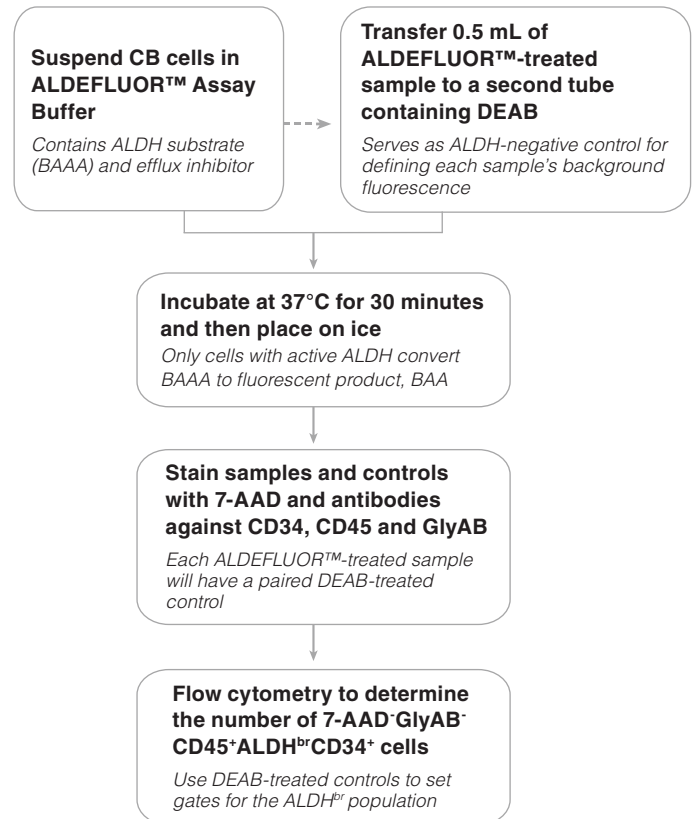 Suspend CB cells in
ALDEFLUOR™ Assay
Buffer
Contains ALDH substrate
(BAAA) and efflux inhibitor
Transfer 0.5 mL of
ALDEFLUOR™-treated
sample to a second tube
containing DEAB
Serves as ALDH-negative control for
defining each sample's background
fluorescence
Incubate at 37°C for 30 minutes
and then place on ice
Only cells with active ALDH convert
BAAA to fluorescent product, BAA
Stain samples and controls
with 7-AAD and antibodies
against CD34, CD45 and GlyAB
Each ALDEFLUOR™-treated sample
will have a paired DEAB-treated
control
Flow cytometry to determine
the number of 7-AAD⁻GlyAB⁻
CD45⁺ALDHᵇʳCD34⁺ cells
Use DEAB-treated controls to set
gates for the ALDHᵇʳ population